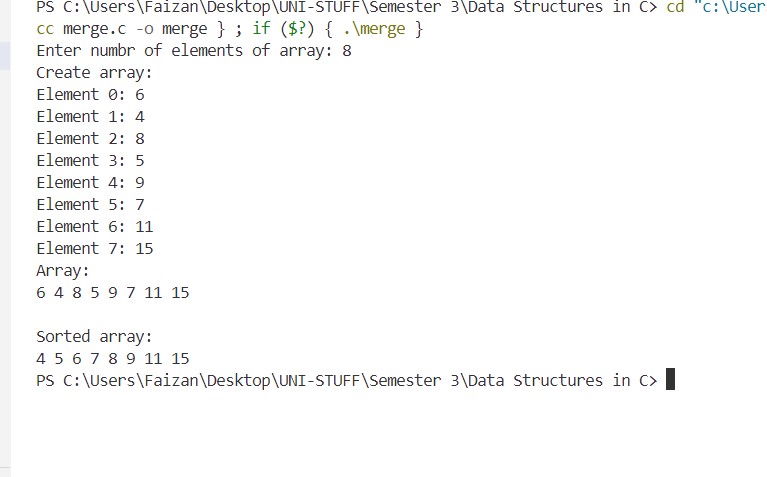 PS C:\Users\Faizan\Desktop\UNI-STUFF\Semester 3\Data Structures in C> cd "c:\User
cc merge.c -o merge } ; if ($?) { .\merge }
Enter numbr of elements of array: 8
Create array:
Element 0: 6
Element 1: 4
Element 2: 8
Element 3: 5
Element 4: 9
Element 5: 7
Element 6: 11
Element 7: 15
Array:
6 4 8 5 9 7 11 15
Sorted array:
4 5 6 7 8 9 11 15
PS C:\Users\Faizan\Desktop\UNI-STUFF\Semester 3\Data Structures in C>